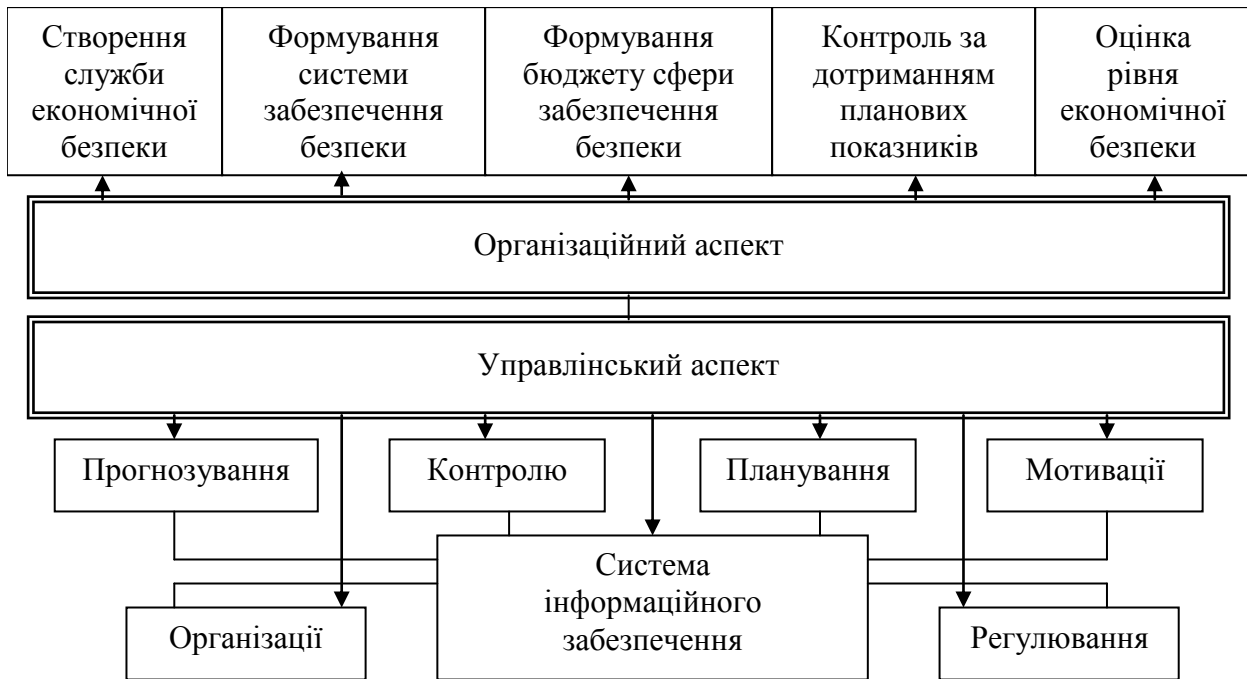 Створення
служби
економічної
безпеки
Формування
системи
забезпечення
безпеки
Формування
бюджету сфери
забезпечення
безпеки
Контроль за
дотриманням
планових
показників
Оцінка
рівня
економічної
безпеки
Організаційний аспект
Управлінський аспект
Прогнозування
Контролю
Планування
Мотивації
Система
інформаційного
забезпечення
Організації
Регулювання